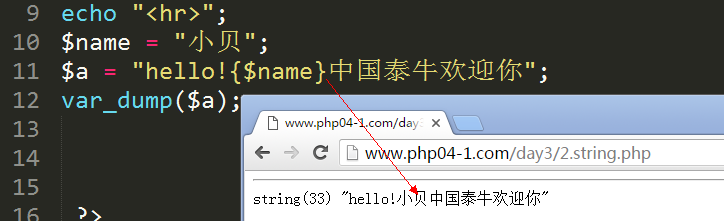 9 echo "<hr>";
10 $name = "小贝";
11 $a = "hello!{$name}中国泰牛欢迎你";
12 var_dump($a);
13
14
15
16 ?>
www.php04-1.com/day3
www.php04-1.com/day3/2.string.php
string(33) "hello!小贝中国泰牛欢迎你"